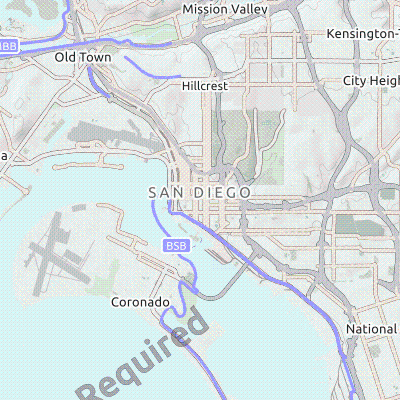 Mission Valley
Kensington-T
BB
Old Town
Hillcrest
City Heigh
a
SAN DIEGO
BSB
Coronado
National
Required